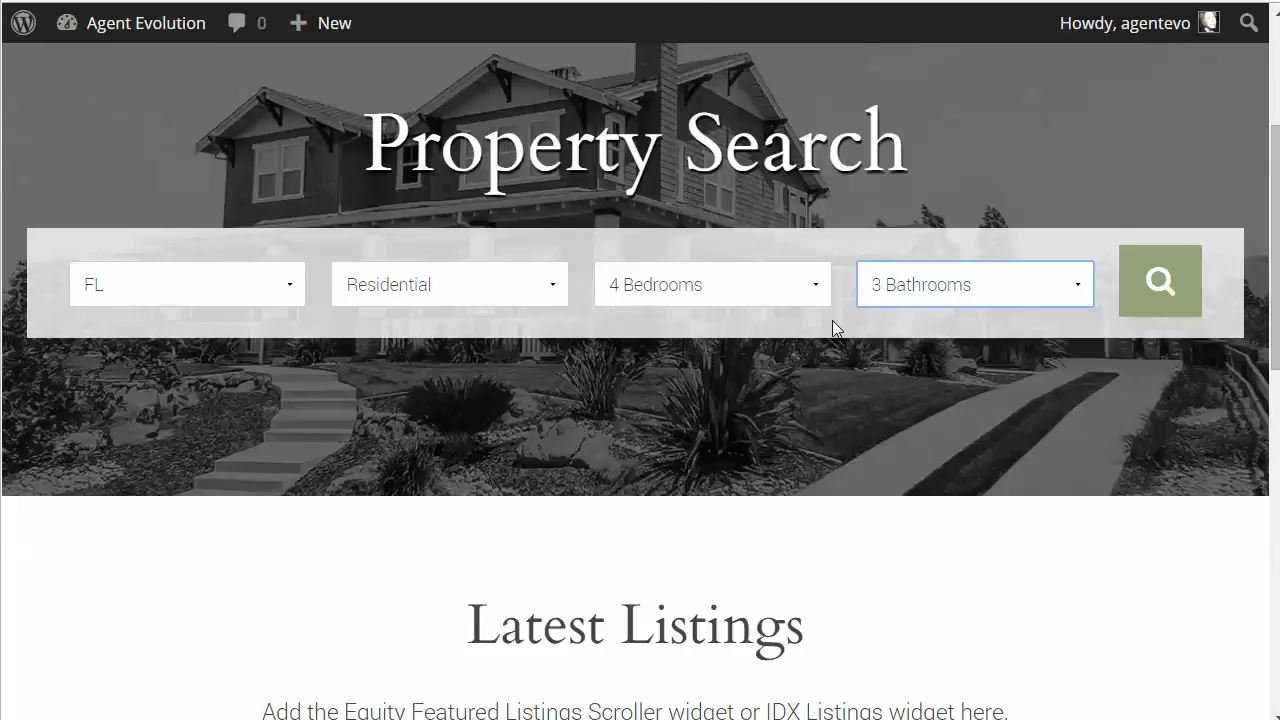 Agent Evolution 0 New Howdy, agentevo
Property Search
FL Residential 4 Bedrooms 3 Bathrooms
Latest Listings
Add the Equity Featured Listings Scroller widget or IDX Listings widget here.